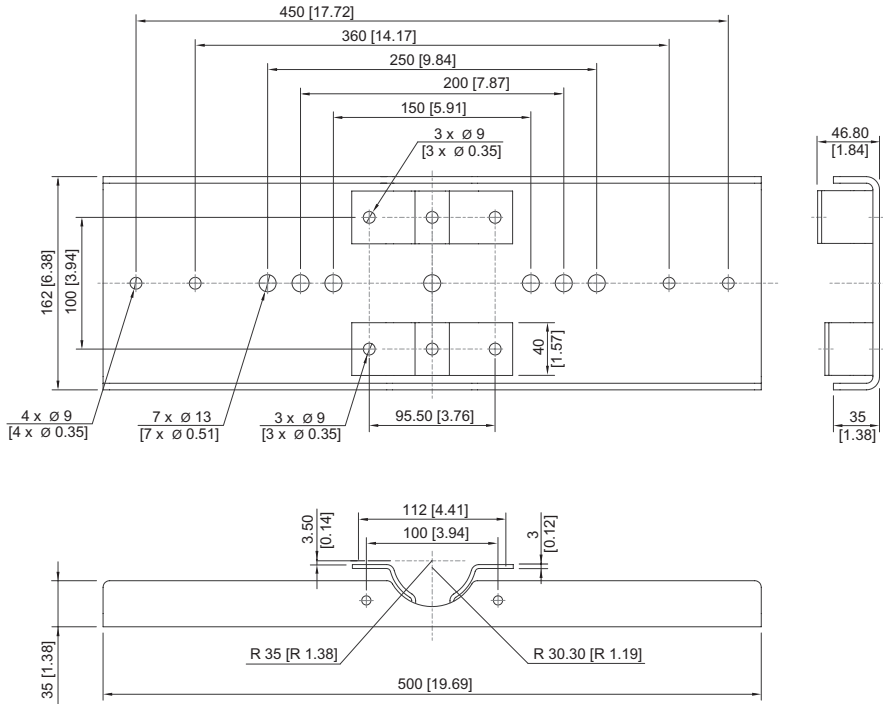 450 [17.72]
360 [14.17]
250 [9.84]
200 [7.87]
150 [5.91]
3 x Ø 9
[3 x Ø 0.35]
46.80
[1.84]
162 [6.38]
100 [3.94]
40
[1.57]
4 x Ø 9
[4 x Ø 0.35]
7 x Ø 13
[7 x Ø 0.51]
3 x Ø 9
[3 x Ø 0.35]
95.50 [3.76]
35
[1.38]
3.50
[0.14]
112 [4.41]
100 [3.94]
3
[0.12]
35 [1.38]
R 35 [R 1.38]
R 30.30 [R 1.19]
500 [19.69]